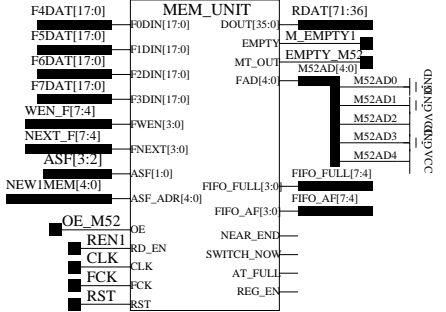 MEM_UNIT
F4DAT[17:0]
F0DIN[17:0]
F5DAT[17:0]
F1DIN[17:0]
F6DAT[17:0]
F2DIN[17:0]
F7DAT[17:0]
F3DIN[17:0]
WEN_F[7:4]
FWEN[3:0]
NEXT_F[7:4]
FNEXT[3:0]
ASF[3:2]
ASF[1:0]
NEW1MEM[4:0]
ASF_ADR[4:0]
OE_M52
OE
REN1
RD_EN
CLK
CLK
FCK
FCK
RST
RST
DOUT[35:0]
RDAT[71:36]
EMPTY
M_EMPTY1
MT_OUT
EMPTY_M52
FAD[4:0]
M52AD[4:0]
M52AD0
M52AD1
M52AD2
M52AD3
M52AD4
GND
VCC
FIFO_FULL[3:0]
FIFO_FULL[7:4]
FIFO_AF[3:0]
FIFO_AF[7:4]
NEAR_END
SWITCH_NOW
AT_FULL
REG_EN